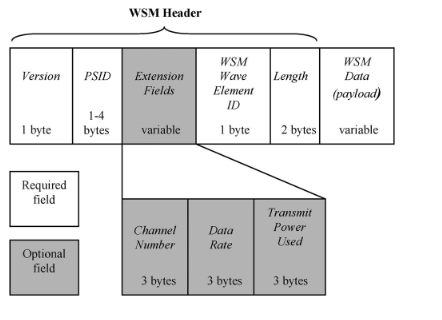 WSM Header
Version
1 byte
PSID
1-4
bytes
Extension
Fields
variable
WSM
Wave
Element
ID
1 byte
Length
2 bytes
WSM
Data
(payload)
variable
Required
field
Optional
field
Channel
Number
3 bytes
Data
Rate
3 bytes
Transmit
Power
Used
3 bytes